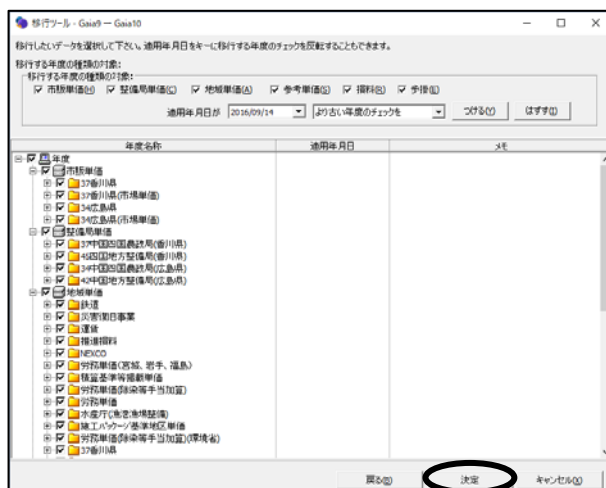 移行ツール - Gaia9 ― Gaia10
移行したいデータを選択して下さい。適用年月日をキーに移行する年度のチェックを反転することもできます。
移行する年度の種類の対象:
移行する年度の種類の対象:
市販単価(H) 整備局単価(C) 地域単価(A) 参考単価(S) 損料(R) 歩掛(E)
適用年月日が 2016/09/14 より古い年度のチェックを つける(Y) はずす(U)
年度名称 適用年月日 メモ
年度
市販単価
37香川県
37香川県(市場単価)
34広島県
34広島県(市場単価)
整備局単価
37中国四国農政局(香川県)
45四国地方整備局(香川県)
34中国四国農政局(広島県)
42中国地方整備局(広島県)
地域単価
鉄道
災害復旧事業
運賃
推進損料
NEXCO
労務単価(宮城、岩手、福島)
積算基準等掲載単価
労務単価(除染等手当加算)
労務単価
水産庁(漁港漁場整備)
施工パッケージ基準地区単価
労務単価(除染等手当加算)(環境省)
37香川県
戻る(B) 決定 キャンセル(X)